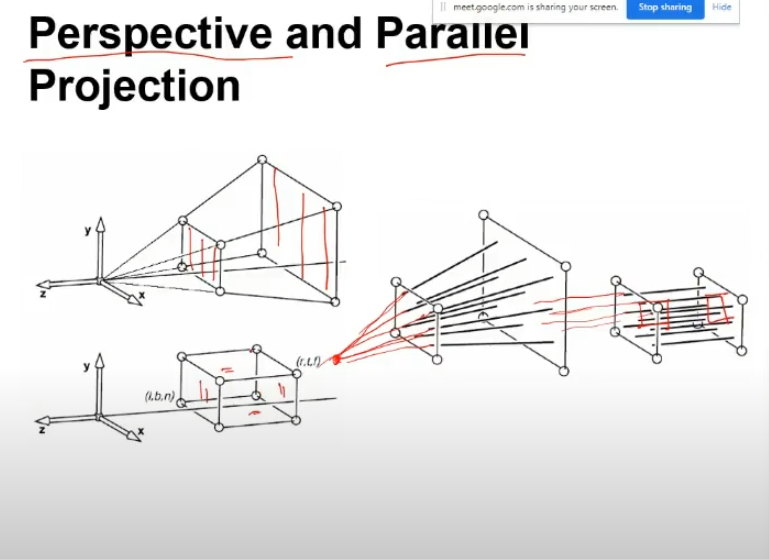 meet.google.com is sharing your screen. Stop sharing Hide
Perspective and Parallel
Projection
y
z
x
(r,t,f)
y
(l,b,n)
z
x